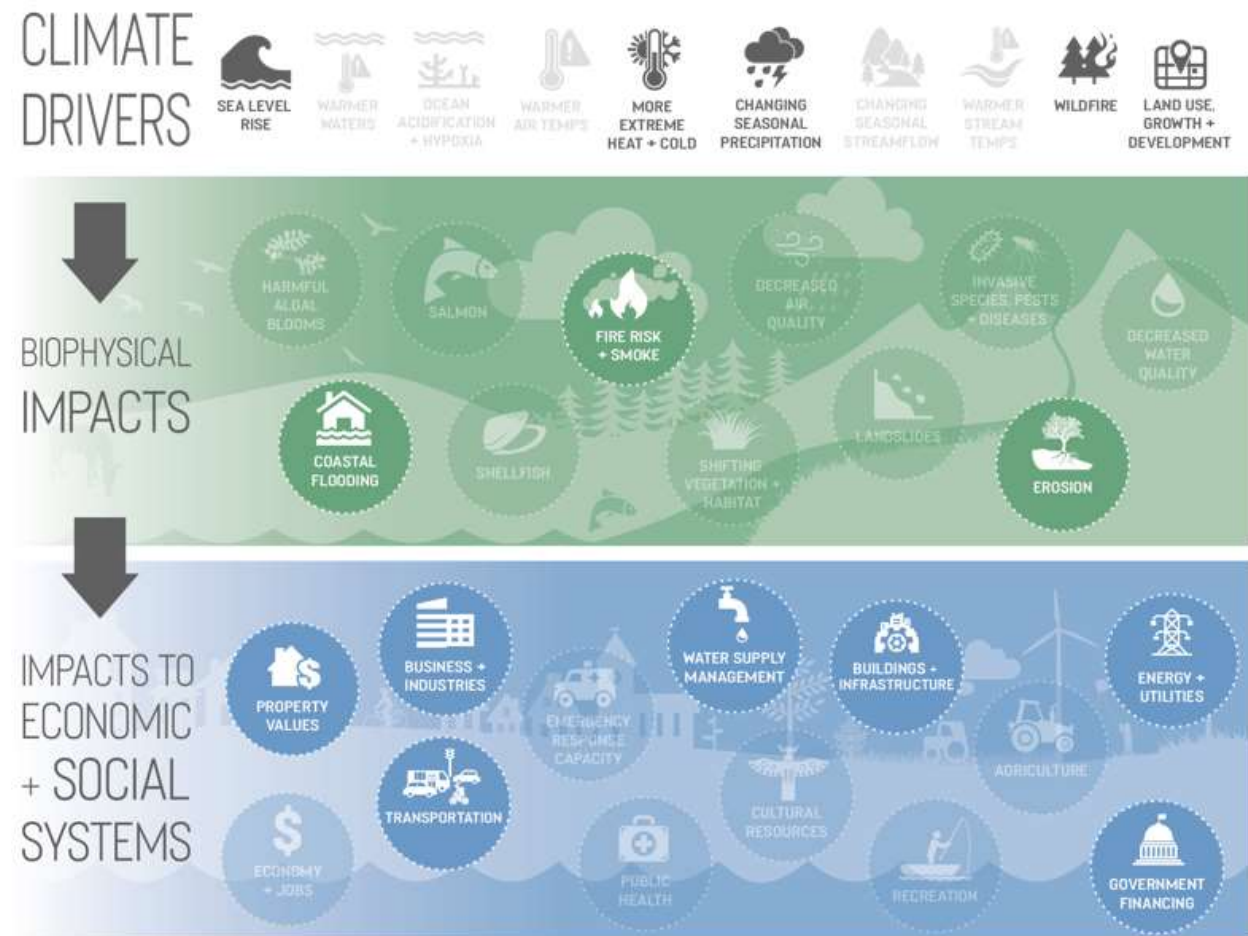 CLIMATE
DRIVERS
SEA LEVEL
RISE
WARMER
WATERS
OCEAN
ACIDIFICATION
+ HYPOXIA
WARMER
AIR TEMPS
MORE
EXTREME
HEAT + COLD
CHANGING
SEASONAL
PRECIPITATION
CHANGING
SEASONAL
STREAMFLOW
WARMER
STREAM
TEMPS
WILDFIRE
LAND USE,
GROWTH +
DEVELOPMENT
BIOPHYSICAL
IMPACTS
HARMFUL
ALGAL
BLOOMS
SALMON
FIRE RISK
+ SMOKE
DECREASED
AIR
QUALITY
INVASIVE
SPECIES, PESTS
+ DISEASES
DECREASED
WATER
QUALITY
COASTAL
FLOODING
SHELLFISH
SHIFTING
VEGETATION +
HABITAT
LANDSLIDES
EROSION
IMPACTS TO
ECONOMIC
+ SOCIAL
SYSTEMS
PROPERTY
VALUES
BUSINESS +
INDUSTRIES
EMERGENCY
RESPONSE
CAPACITY
WATER SUPPLY
MANAGEMENT
BUILDINGS +
INFRASTRUCTURE
AGRICULTURE
ENERGY +
UTILITIES
TRANSPORTATION
ECONOMY
+ JOBS
PUBLIC
HEALTH
CULTURAL
RESOURCES
RECREATION
GOVERNMENT
FINANCING